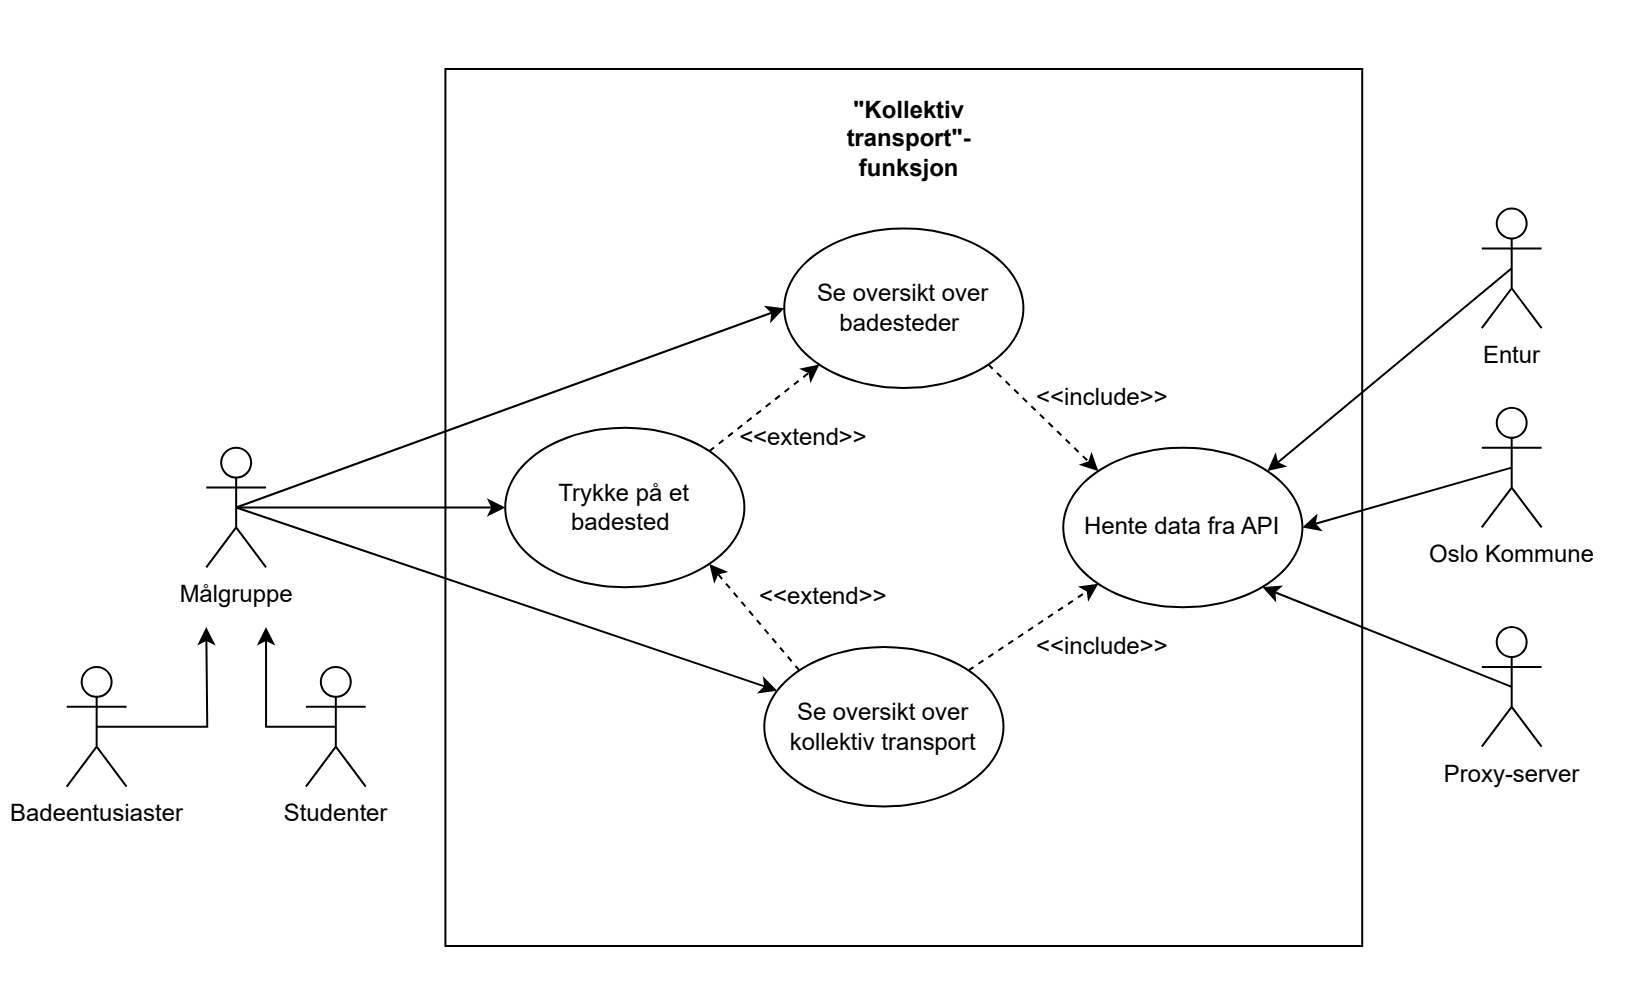 "Kollektiv
transport"-
funksjon
Se oversikt over
badesteder
<<include>>
<<extend>>
Trykke på et
badested
<<extend>>
Hente data fra API
<<include>>
Se oversikt over
kollektiv transport
Målgruppe
Badeentusiaster
Studenter
Entur
Oslo Kommune
Proxy-server